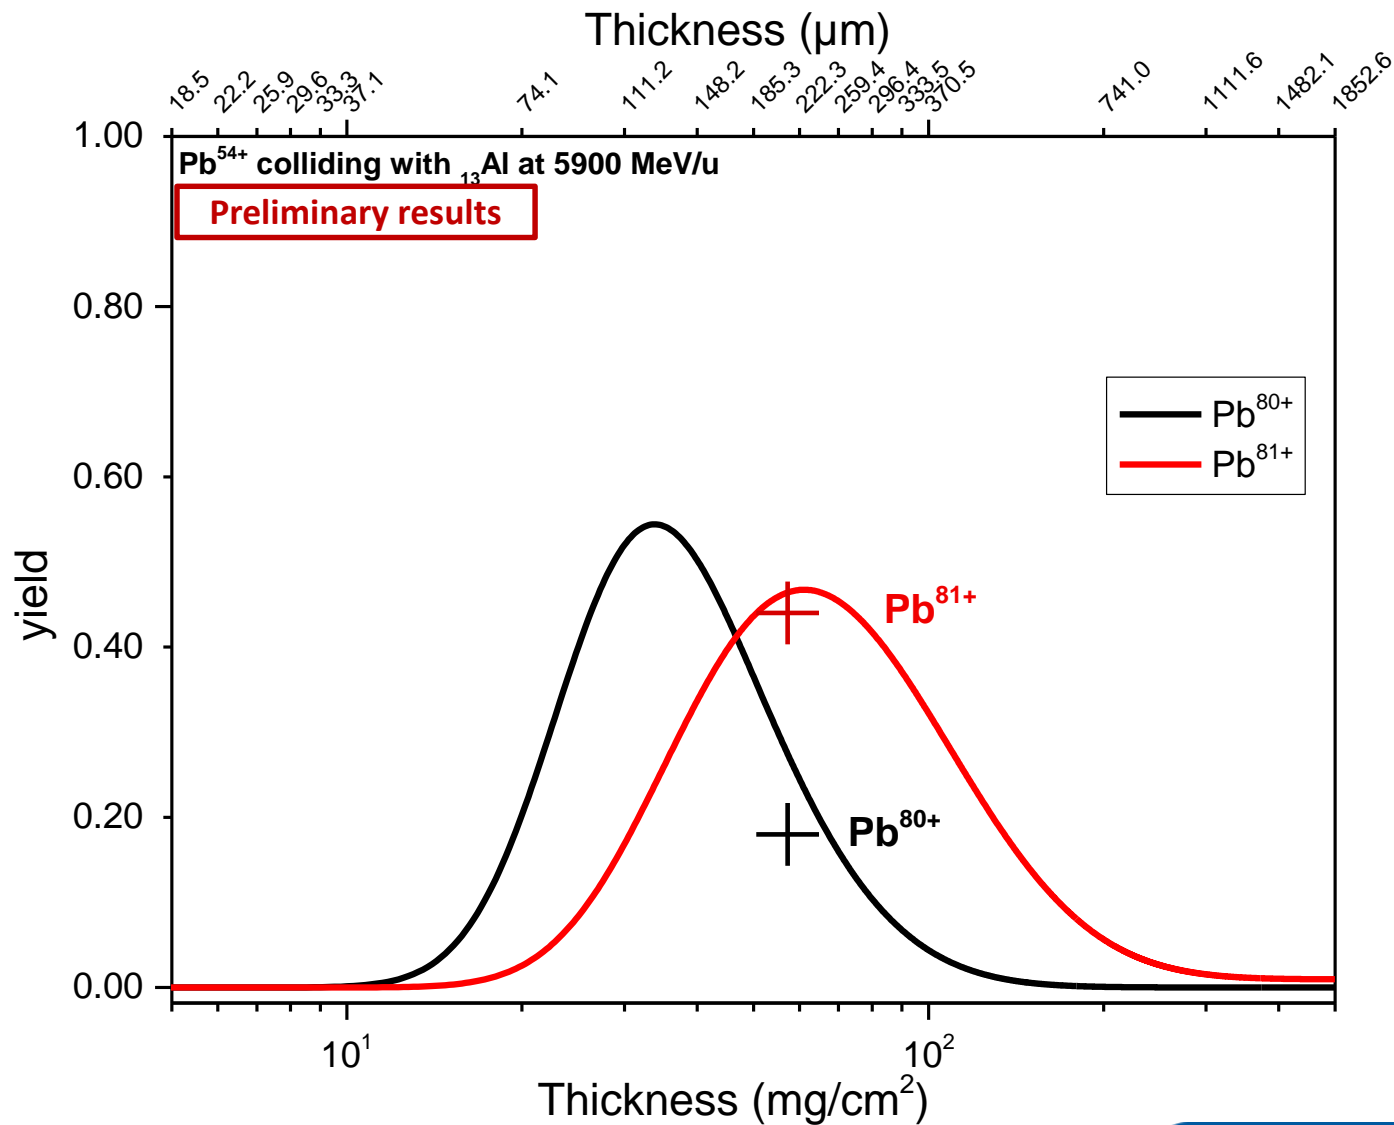 Thickness (µm)
18.5 22.2 25.9 29.6 33.3 37.1 74.1 111.2 148.2 185.3 222.3 259.4 296.4 333.5 370.5 741.0 1111.6 1482.1 1852.6
1.00
Pb⁵⁴⁺ colliding with ₁₃Al at 5900 MeV/u
Preliminary results
0.80
Pb⁸⁰⁺
Pb⁸¹⁺
0.60
yield
Pb⁸¹⁺
0.40
0.20
Pb⁸⁰⁺
0.00
10¹ 10²
Thickness (mg/cm²)